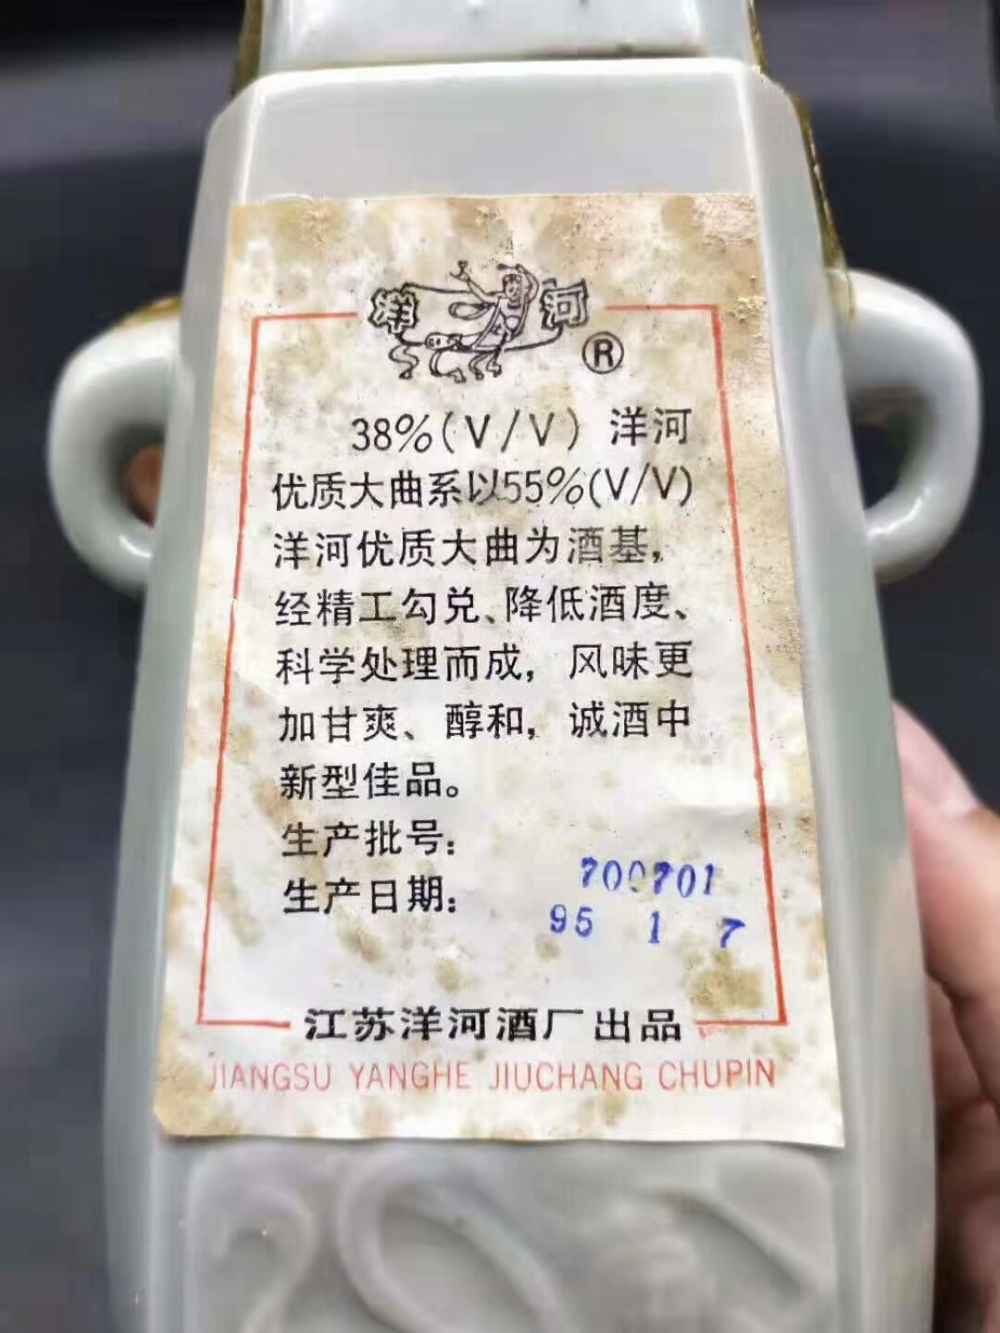 洋河®
38%(V/V) 洋河
优质大曲系以55%(V/V)
洋河优质大曲为酒基,
经精工勾兑、降低酒度、
科学处理而成,风味更
加甘爽、醇和,诚酒中
新型佳品。
生产批号:
700701
生产日期:
95 1 7
江苏洋河酒厂出品
JIANGSU YANGHE JIUCHANG CHUPIN